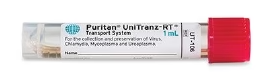 Puritan® UniTranz-RT®
Transport System 1 mL
For the collection and preservation of Virus,
Chlamydia, Mycoplasma and Ureaplasma.
UT-106